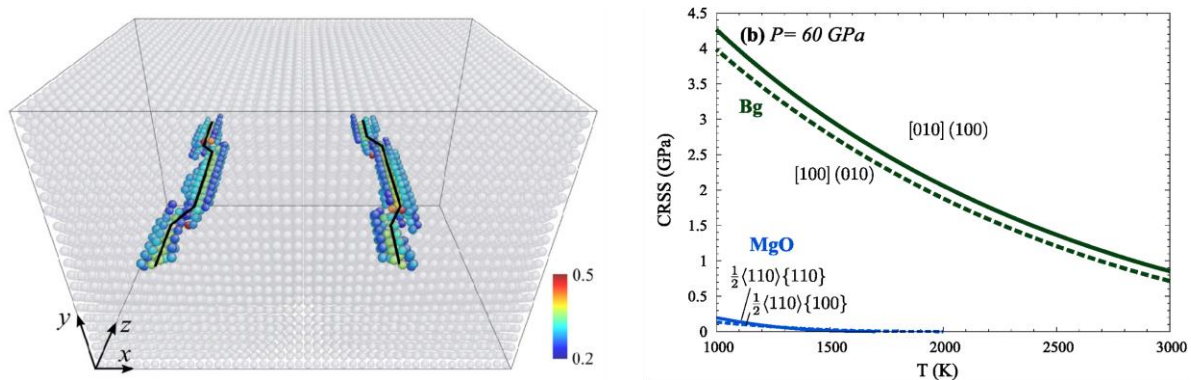 y
z
x
0.5
0.2
(b) P= 60 GPa
Bg
[010] (100)
[100] (010)
MgO
½⟨110⟩{110}
½⟨110⟩{100}
CRSS (GPa)
4.5
4
3.5
3
2.5
2
1.5
1
0.5
0
1000 1500 2000 2500 3000
T (K)